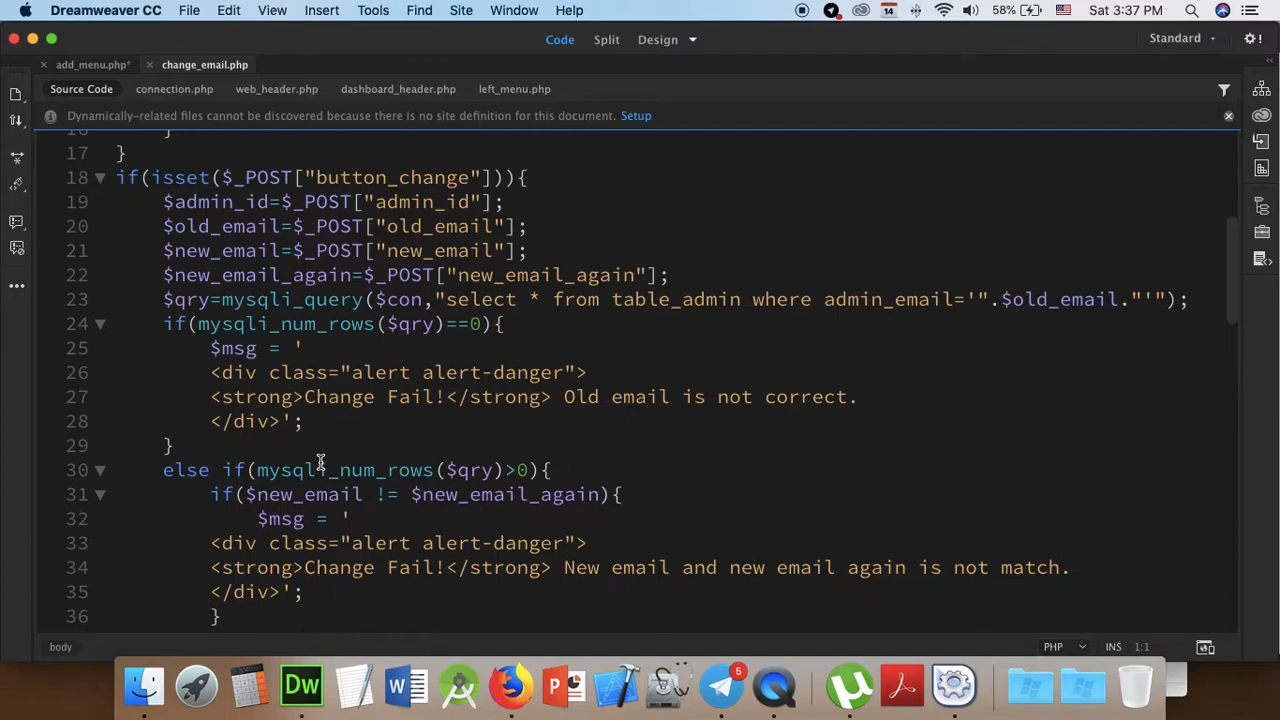 Dreamweaver CC File Edit View Insert Tools Find Site Window Help 14 58% Sat 3:37 PM
Code Split Design Standard
add_menu.php* change_email.php
Source Code connection.php web_header.php dashboard_header.php left_menu.php
Dynamically-related files cannot be discovered because there is no site definition for this document. Setup
16 }
17 }
18 if(isset($_POST["button_change"])){
19 $admin_id=$_POST["admin_id"];
20 $old_email=$_POST["old_email"];
21 $new_email=$_POST["new_email"];
22 $new_email_again=$_POST["new_email_again"];
23 $qry=mysqli_query($con,"select * from table_admin where admin_email='".$old_email."'");
24 if(mysqli_num_rows($qry)==0){
25 $msg = '
26 <div class="alert alert-danger">
27 <strong>Change Fail!</strong> Old email is not correct.
28 </div>';
29 }
30 else if(mysqli_num_rows($qry)>0){
31 if($new_email != $new_email_again){
32 $msg = '
33 <div class="alert alert-danger">
34 <strong>Change Fail!</strong> New email and new email again is not match.
35 </div>';
36 }
body PHP INS 1:1
Dw W P 5